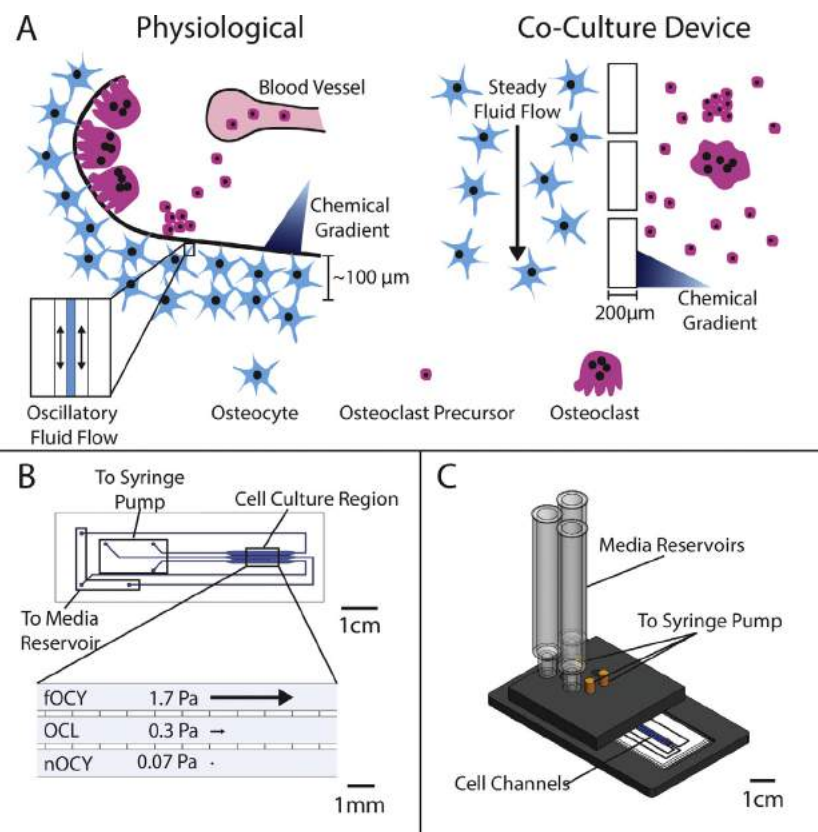 A
Physiological
Co-Culture Device
Blood Vessel
Steady
Fluid Flow
Chemical
Gradient
~100 μm
200μm
Chemical
Gradient
Oscillatory
Fluid Flow
Osteocyte
Osteoclast Precursor
Osteoclast
B
To Syringe
Pump
Cell Culture Region
To Media
Reservoir
1cm
fOCY 1.7 Pa
OCL 0.3 Pa
nOCY 0.07 Pa
1mm
C
Media Reservoirs
To Syringe Pump
Cell Channels
1cm